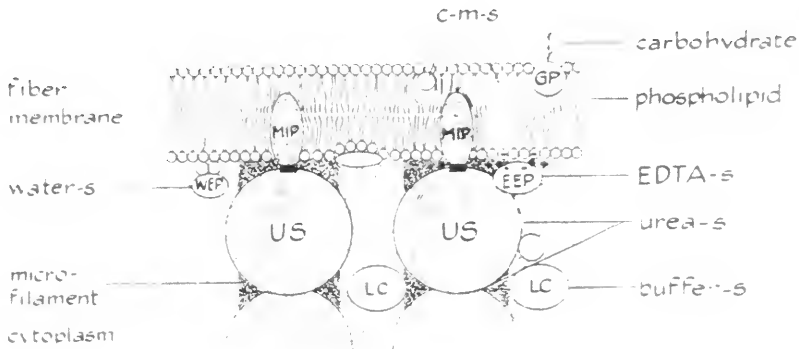 c-m-s
carbohydrate
GP
fiber
membrane
phospholipid
MIP
MIP
water-s
WEP
EEP
EDTA-s
US
US
urea-s
micro-
filament
LC
LC
buffer-s
cytoplasm